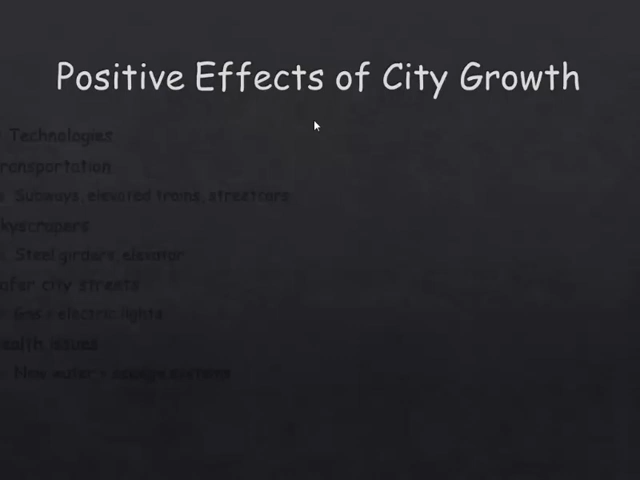 Positive Effects of City Growth
Technologies
ransportation
Subways, elevated trains, streetcars
kyscrapers
Steel girders, elevator
afer city streets
Gas + electric lights
ealth issues
New water + sewage systems